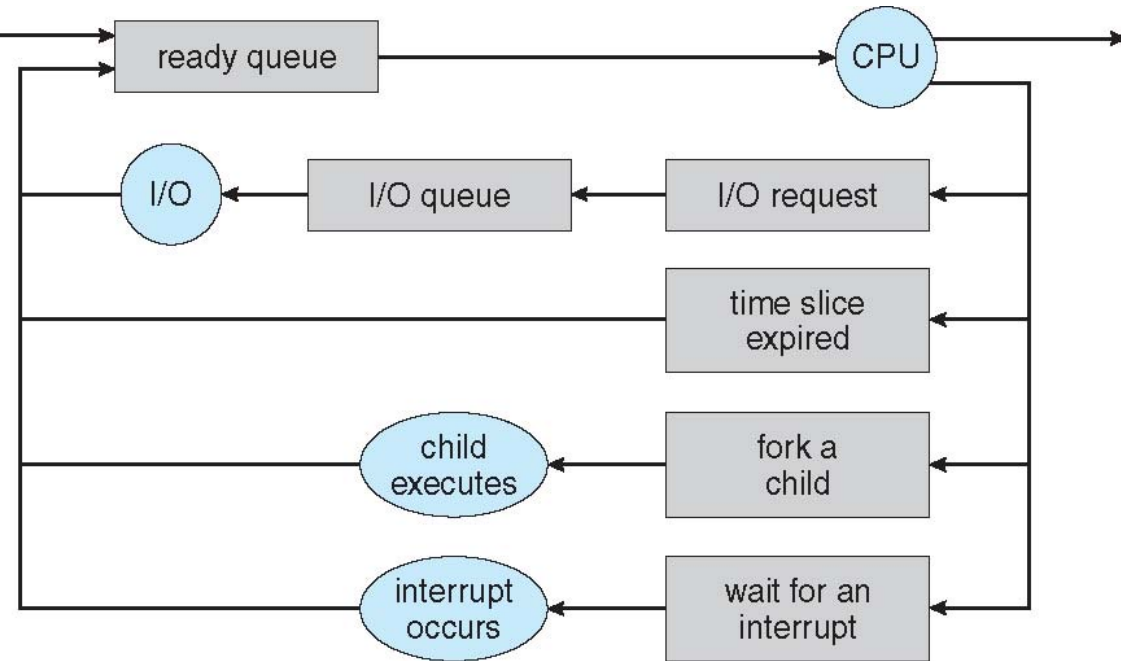 ready queue
CPU
I/O
I/O queue
I/O request
time slice
expired
child
executes
fork a
child
interrupt
occurs
wait for an
interrupt